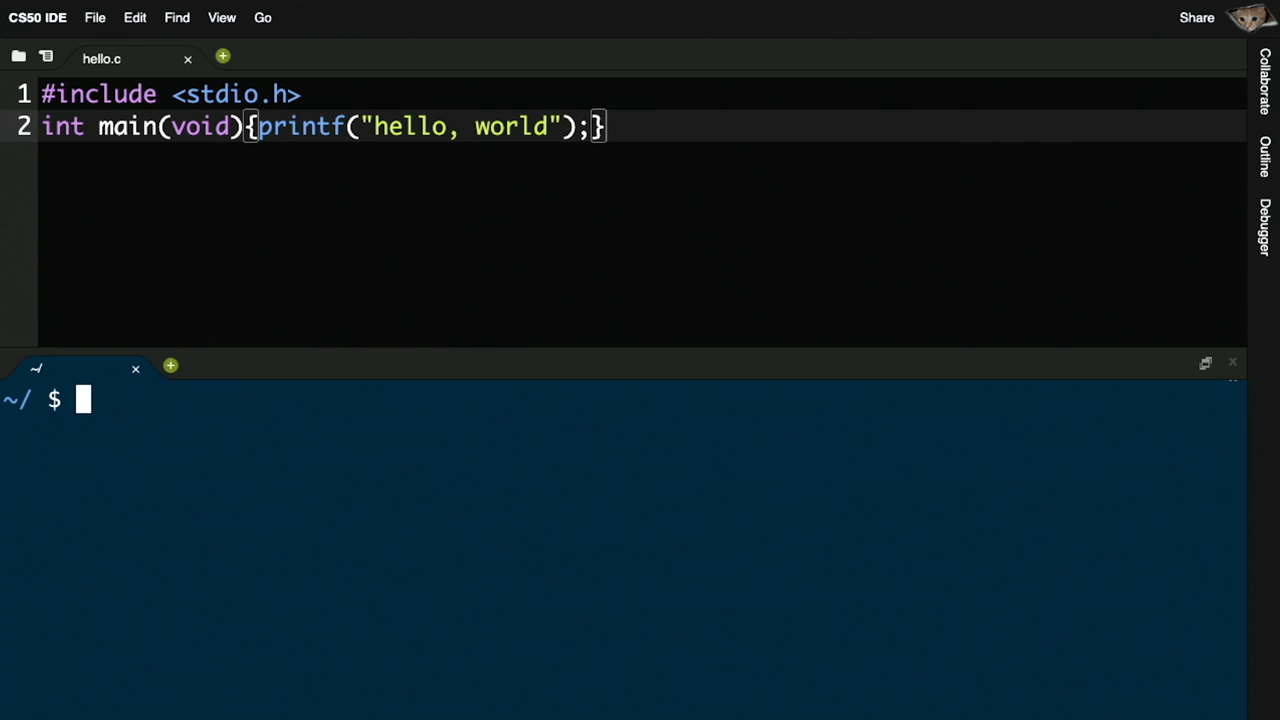 CS50 IDE File Edit Find View Go Share
hello.c
1 #include <stdio.h>
2 int main(void){printf("hello, world");}
Collaborate
Outline
Debugger
~/
~/ $